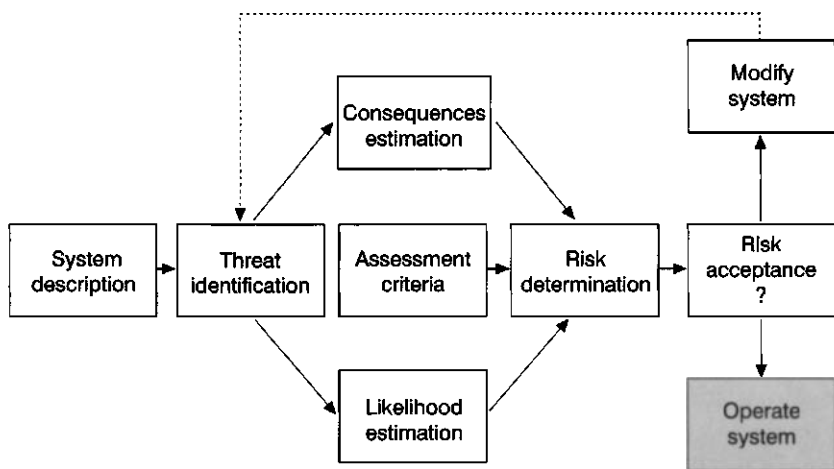 Modify
system
Consequences
estimation
System
description
Threat
identification
Assessment
criteria
Risk
determination
Risk
acceptance
?
Likelihood
estimation
Operate
system